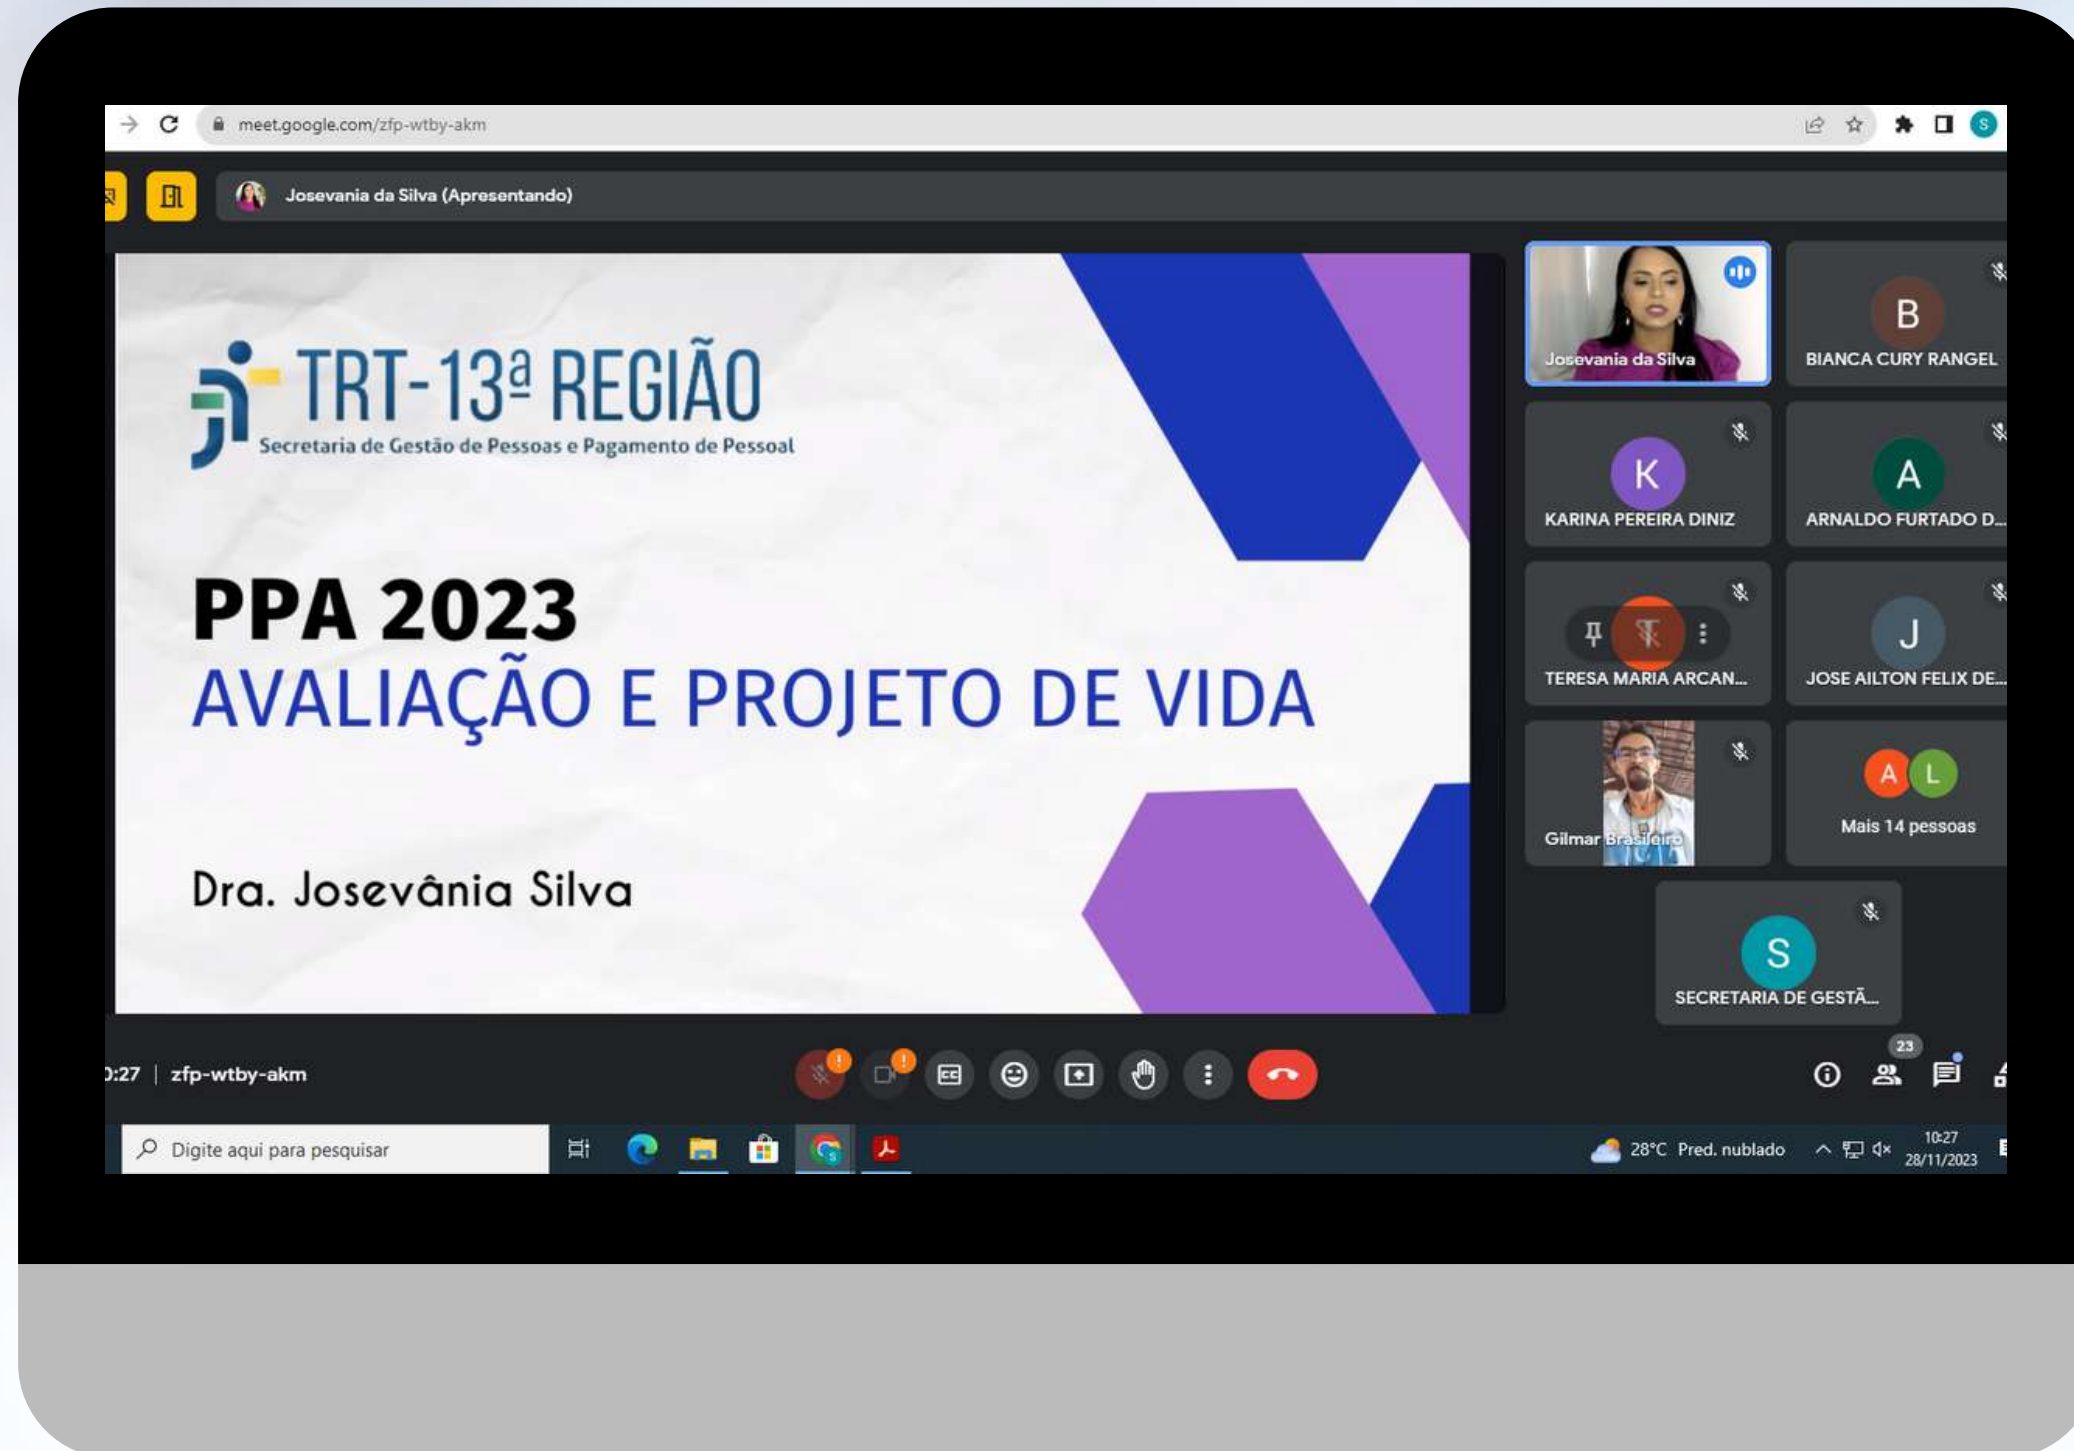 meet.google.com/zfp-wtby-akm
S
Josevania da Silva (Apresentando)
TRT-13ª REGIÃO
Secretaria de Gestão de Pessoas e Pagamento de Pessoal
PPA 2023
AVALIAÇÃO E PROJETO DE VIDA
Dra. Josevânia Silva
Josevania da Silva
B
BIANCA CURY RANGEL
K
KARINA PEREIRA DINIZ
A
ARNALDO FURTADO D...
T
TERESA MARIA ARCAN...
J
JOSE AILTON FELIX DE...
Gilmar Brasileiro
A L
Mais 14 pessoas
S
SECRETARIA DE GESTÃ...
0:27 | zfp-wtby-akm
CC
23
Digite aqui para pesquisar
28°C Pred. nublado
10:27
28/11/2023